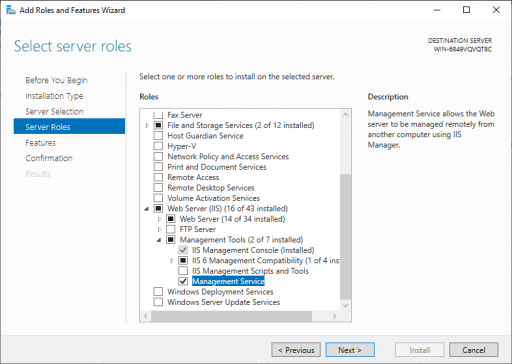 Add Roles and Features Wizard
Select server roles
DESTINATION SERVER
WIN-6849VQVQTBC
Before You Begin
Installation Type
Server Selection
Server Roles
Features
Confirmation
Results
Select one or more roles to install on the selected server.
Roles
Fax Server
File and Storage Services (2 of 12 installed)
Host Guardian Service
Hyper-V
Network Policy and Access Services
Print and Document Services
Remote Access
Remote Desktop Services
Volume Activation Services
Web Server (IIS) (16 of 43 installed)
Web Server (14 of 34 installed)
FTP Server
Management Tools (2 of 7 installed)
IIS Management Console (Installed)
IIS 6 Management Compatibility (1 of 4 inst
IIS Management Scripts and Tools
Management Service
Windows Deployment Services
Windows Server Update Services
Description
Management Service allows the Web
server to be managed remotely from
another computer using IIS
Manager.
< Previous
Next >
Install
Cancel